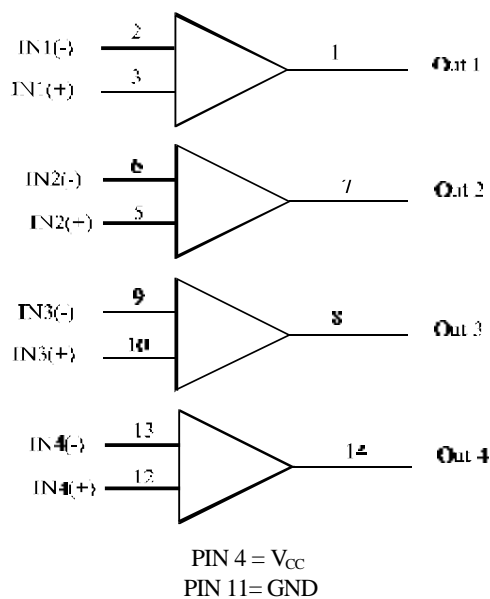 IN1(-) 2 1 Out 1
IN1(+) 3
IN2(-) 6 7 Out 2
IN2(+) 5
IN3(-) 9 8 Out 3
IN3(+) 10
IN4(-) 13 14 Out 4
IN4(+) 12
PIN 4 = VCC
PIN 11= GND